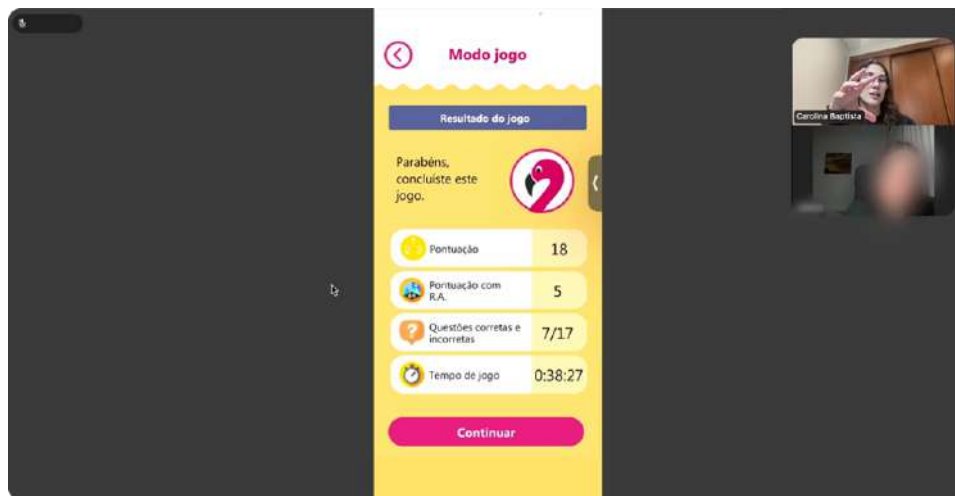 Modo jogo
Resultado do jogo
Parabéns,
concluíste este
jogo.
Pontuação 18
Pontuação com
R.A. 5
Questões corretas e
incorretas 7/17
Tempo de jogo 0:38:27
Continuar
Carolina Baptista